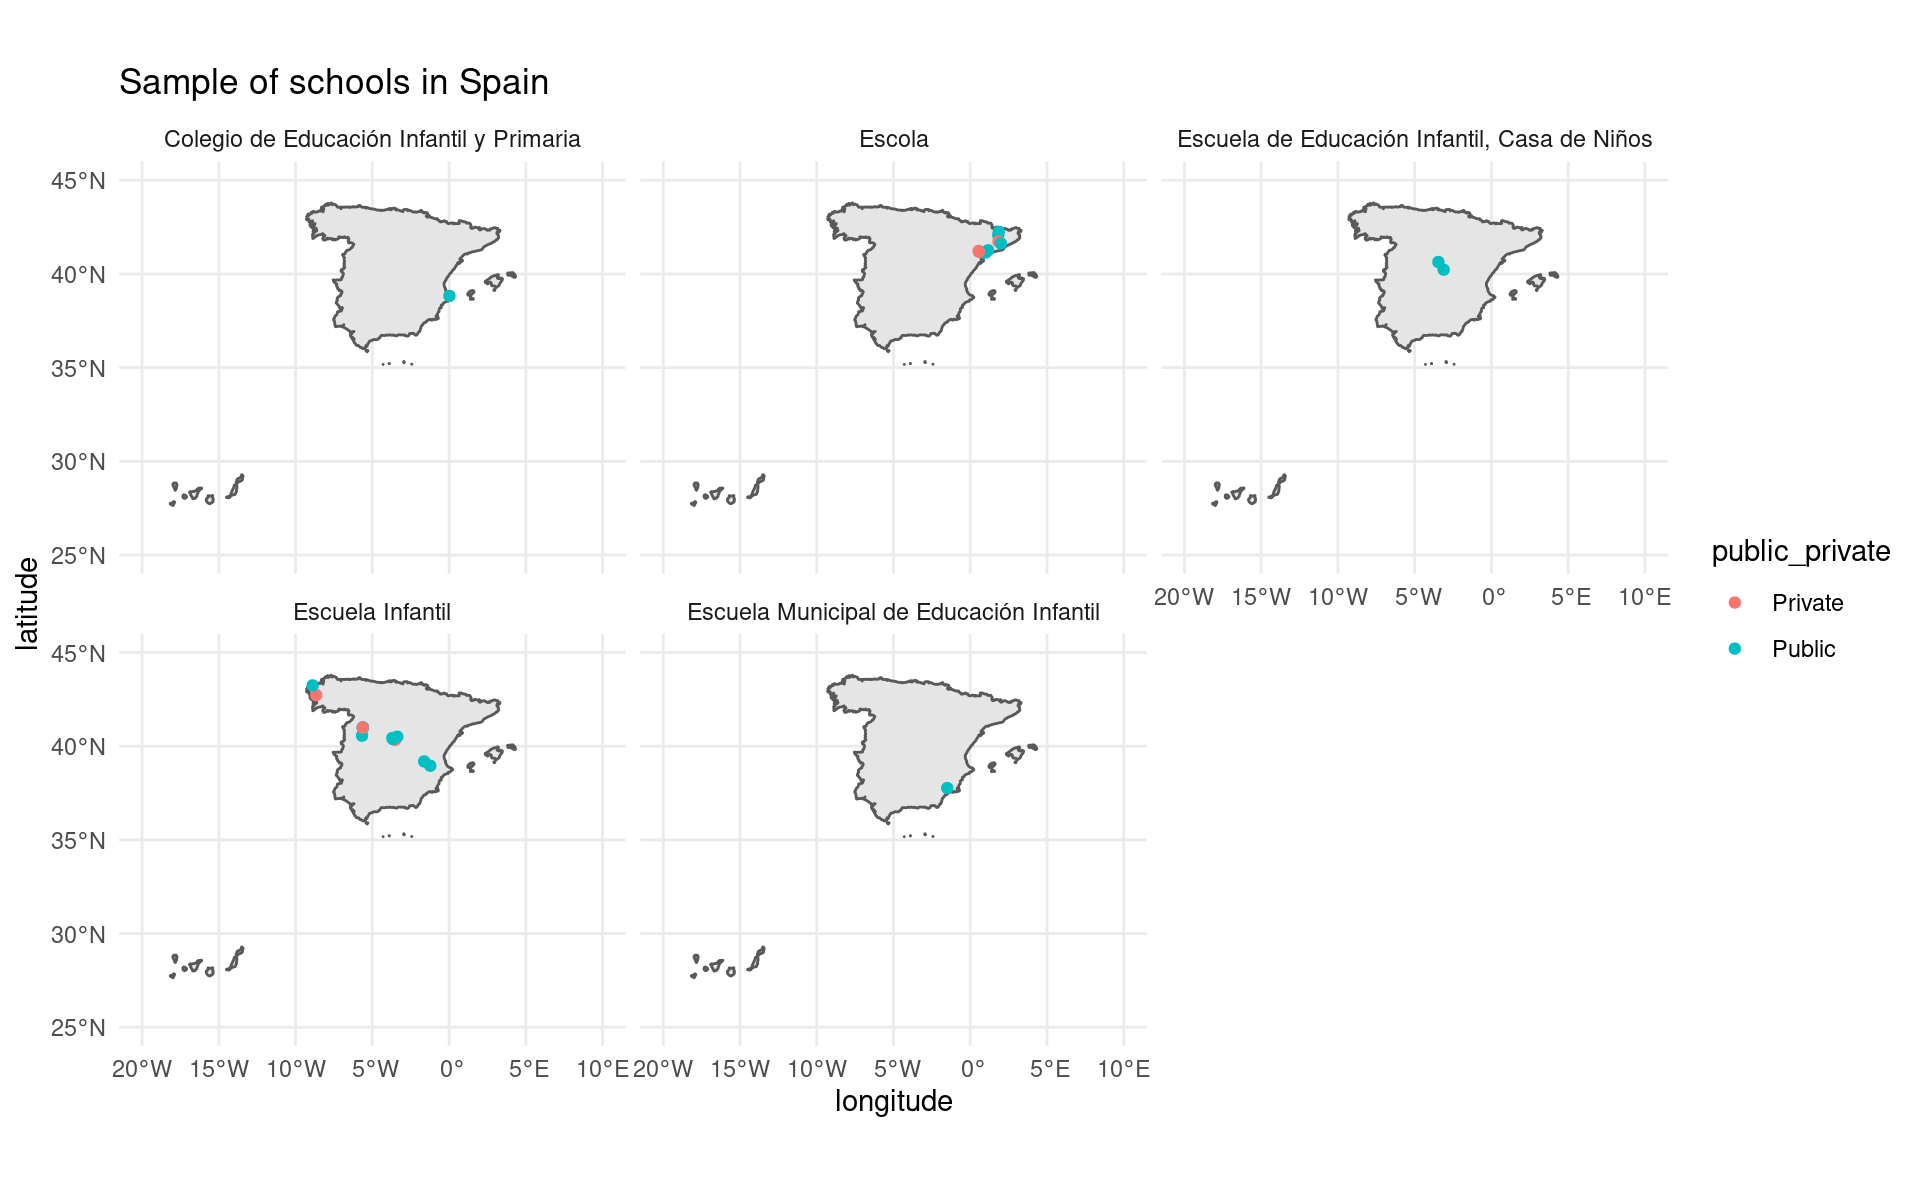 Sample of schools in Spain
Colegio de Educación Infantil y Primaria
Escola
Escuela de Educación Infantil, Casa de Niños
45°N
40°N
35°N
30°N
25°N
20°W 15°W 10°W 5°W 0° 5°E 10°E
Escuela Infantil
Escuela Municipal de Educación Infantil
45°N
40°N
35°N
30°N
25°N
20°W 15°W 10°W 5°W 0° 5°E 10°E
20°W 15°W 10°W 5°W 0° 5°E 10°E
longitude
latitude
public_private
Private
Public